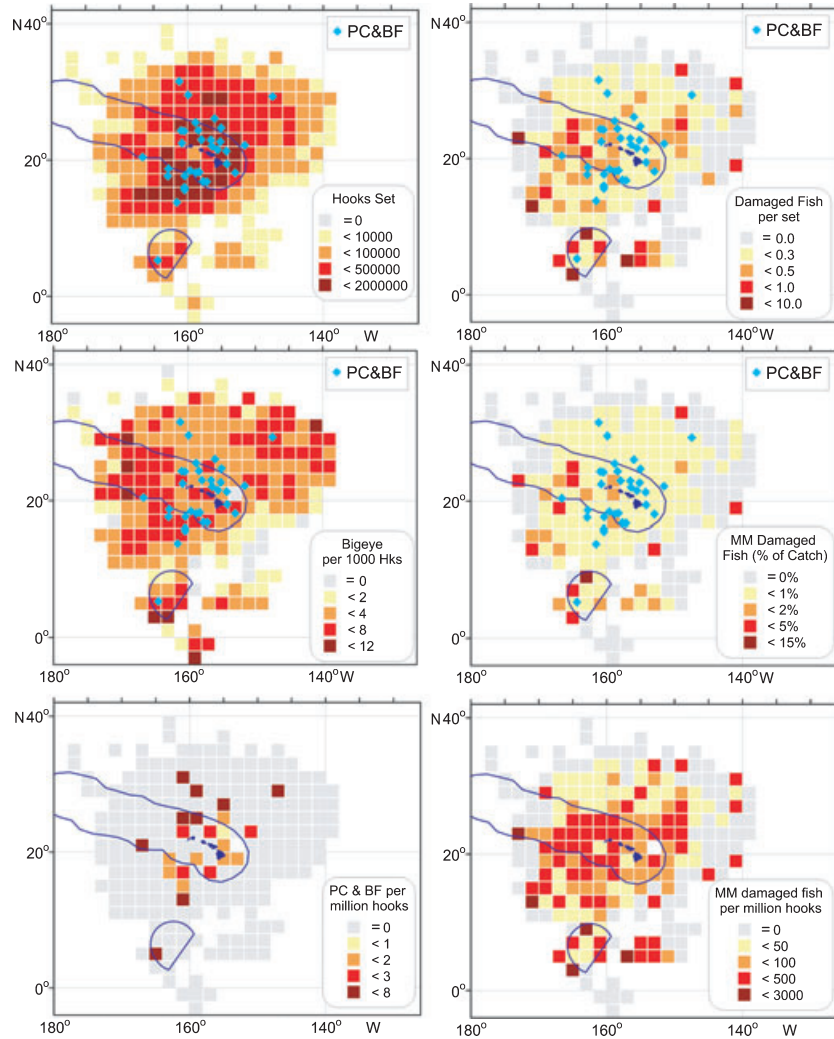 N40°
20°
0°
180°
160°
140°
W
PC&BF
Hooks Set
= 0
< 10000
< 100000
< 500000
< 2000000
N40°
20°
0°
180°
160°
140°
W
PC&BF
Damaged Fish
per set
= 0.0
< 0.3
< 0.5
< 1.0
< 10.0
N40°
20°
0°
180°
160°
140°W
PC&BF
Bigeye
per 1000 Hks
= 0
< 2
< 4
< 8
< 12
N40°
20°
0°
180°
160°
140°
W
PC&BF
MM Damaged
Fish (% of Catch)
=0%
< 1%
< 2%
< 5%
< 15%
N40°
20°
0°
180°
160°
W
PC & BF per
million hooks
= 0
< 1
< 2
< 3
< 8
N40°
20°
0°
180°
160°
140°
W
MM damaged fish
per million hooks
= 0
< 50
< 100
< 500
< 3000